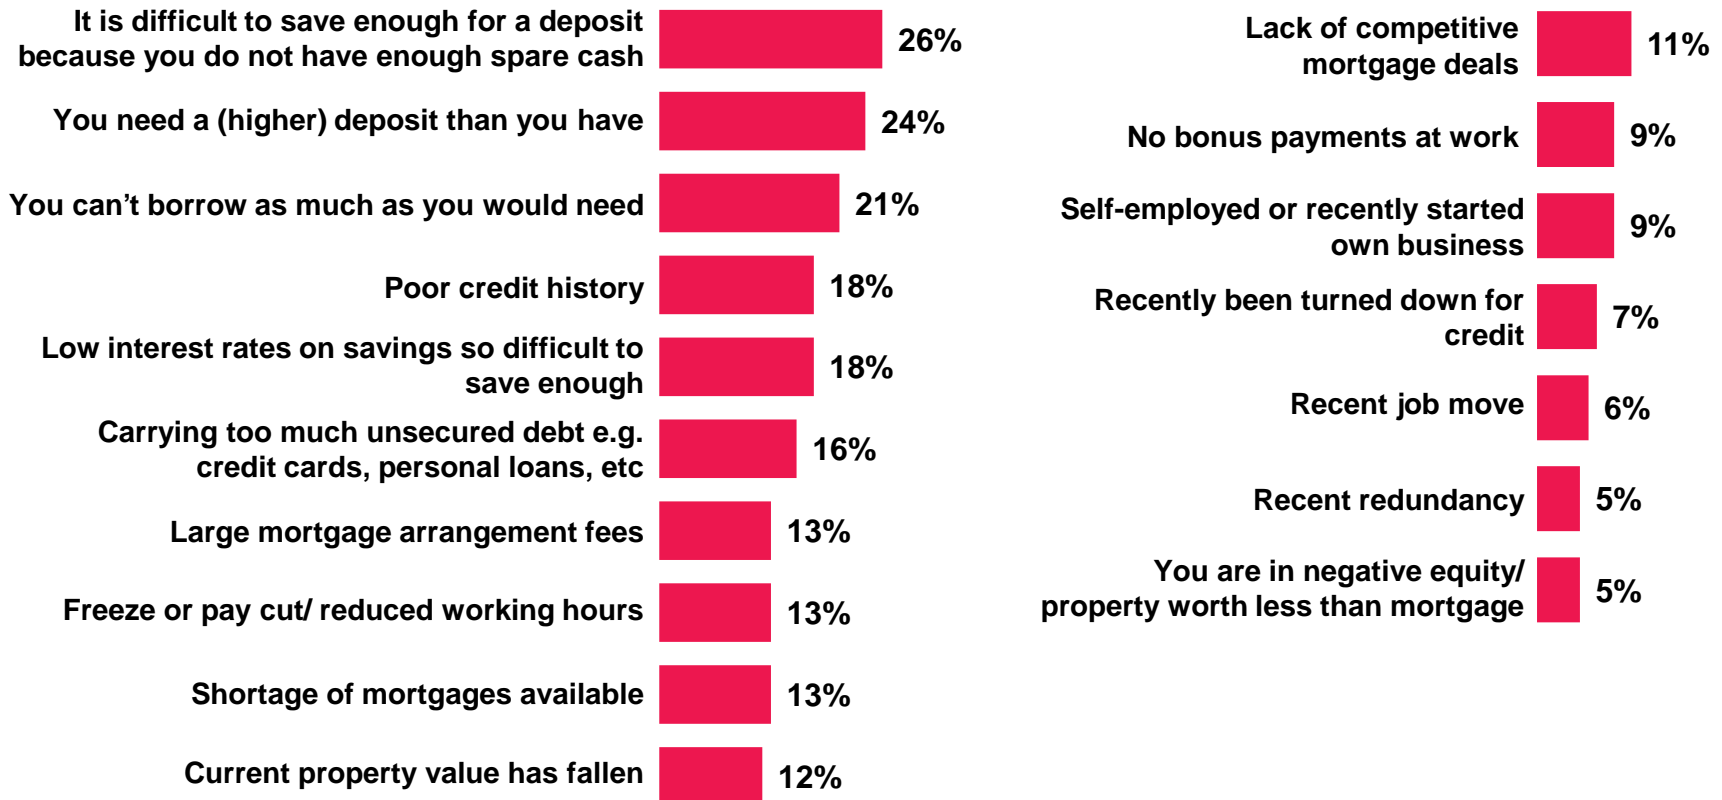 It is difficult to save enough for a deposit
because you do not have enough spare cash
26%
You need a (higher) deposit than you have
24%
You can’t borrow as much as you would need
21%
Poor credit history
18%
Low interest rates on savings so difficult to
save enough
18%
Carrying too much unsecured debt e.g.
credit cards, personal loans, etc
16%
Large mortgage arrangement fees
13%
Freeze or pay cut/ reduced working hours
13%
Shortage of mortgages available
13%
Current property value has fallen
12%
Lack of competitive
mortgage deals
11%
No bonus payments at work
9%
Self-employed or recently started
own business
9%
Recently been turned down for
credit
7%
Recent job move
6%
Recent redundancy
5%
You are in negative equity/
property worth less than mortgage
5%